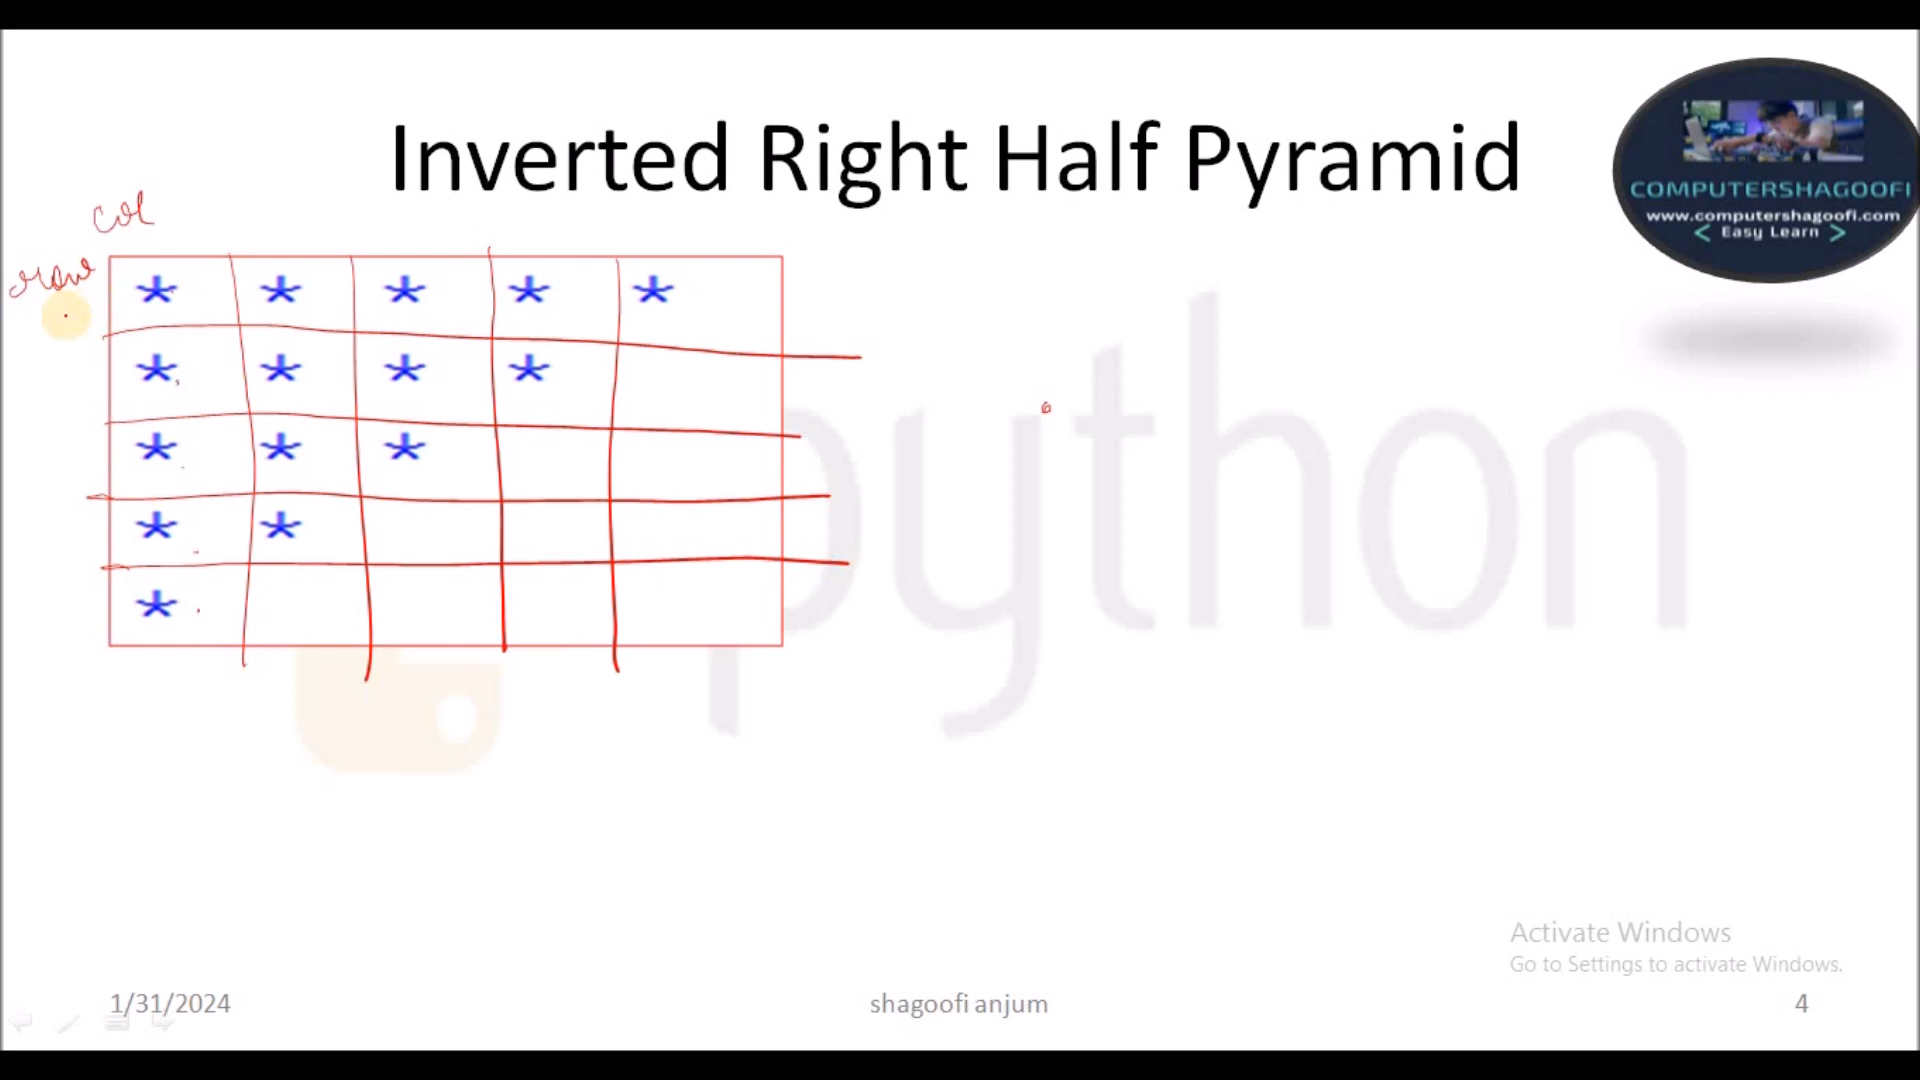 Inverted Right Half Pyramid
COMPUTERSHAGOOFI
www.computershagoofi.com
< Easy Learn >
col
* * * * *
* * * *
* * *
* *
*
python
Activate Windows
Go to Settings to activate Windows.
1/31/2024
shagoofi anjum
4